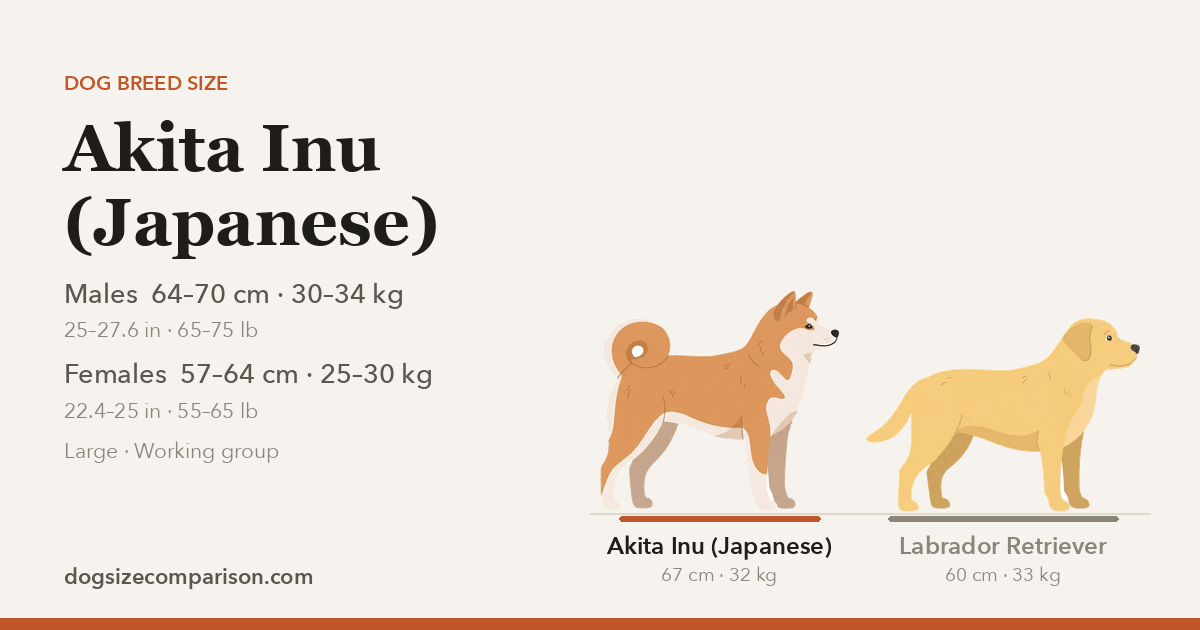 DOG BREED SIZE
Akita Inu
(Japanese)
Males 64–70 cm · 30–34 kg
25–27.6 in · 65–75 lb
Females 57–64 cm · 25–30 kg
22.4–25 in · 55–65 lb
Large · Working group
Akita Inu (Japanese)
67 cm · 32 kg
Labrador Retriever
60 cm · 33 kg
dogsizecomparison.com